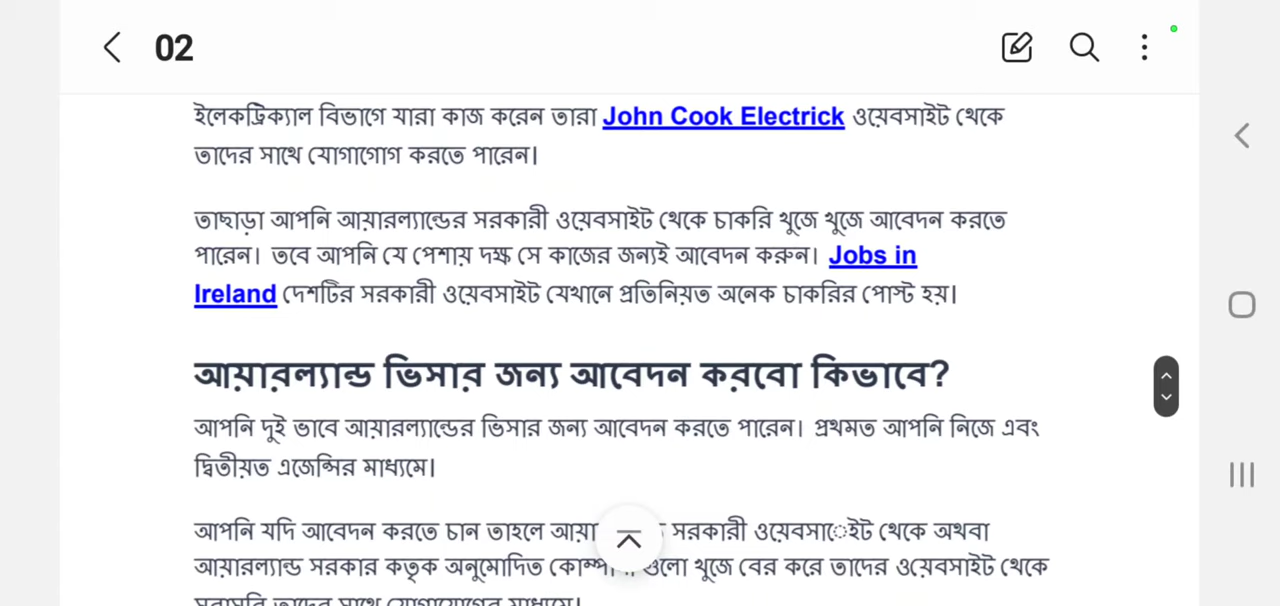 02
ইলেকট্রিক্যাল বিভাগে যারা কাজ করেন তারা John Cook Electrick ওয়েবসাইট থেকে
তাদের সাথে যোগাগোগ করতে পারেন।
তাছাড়া আপনি আয়ারল্যান্ডের সরকারী ওয়েবসাইট থেকে চাকরি খুজে খুজে আবেদন করতে
পারেন। তবে আপনি যে পেশায় দক্ষ সে কাজের জন্যই আবেদন করুন। Jobs in
Ireland দেশটির সরকারী ওয়েবসাইট যেখানে প্রতিনিয়ত অনেক চাকরির পোস্ট হয়।
আয়ারল্যান্ড ভিসার জন্য আবেদন করবো কিভাবে?
আপনি দুই ভাবে আয়ারল্যান্ডের ভিসার জন্য আবেদন করতে পারেন। প্রথমত আপনি নিজে এবং
দ্বিতীয়ত এজেন্সির মাধ্যমে।
আপনি যদি আবেদন করতে চান তাহলে সরকারী ওয়েবসােইট থেকে অথবা
আয়ারল্যান্ড সরকার কতৃক অনুমোদিত খুজে বের করে তাদের ওয়েবসাইট থেকে
সরাসরি তাদের সাথে যোগাযোগের মাধ্যমে।